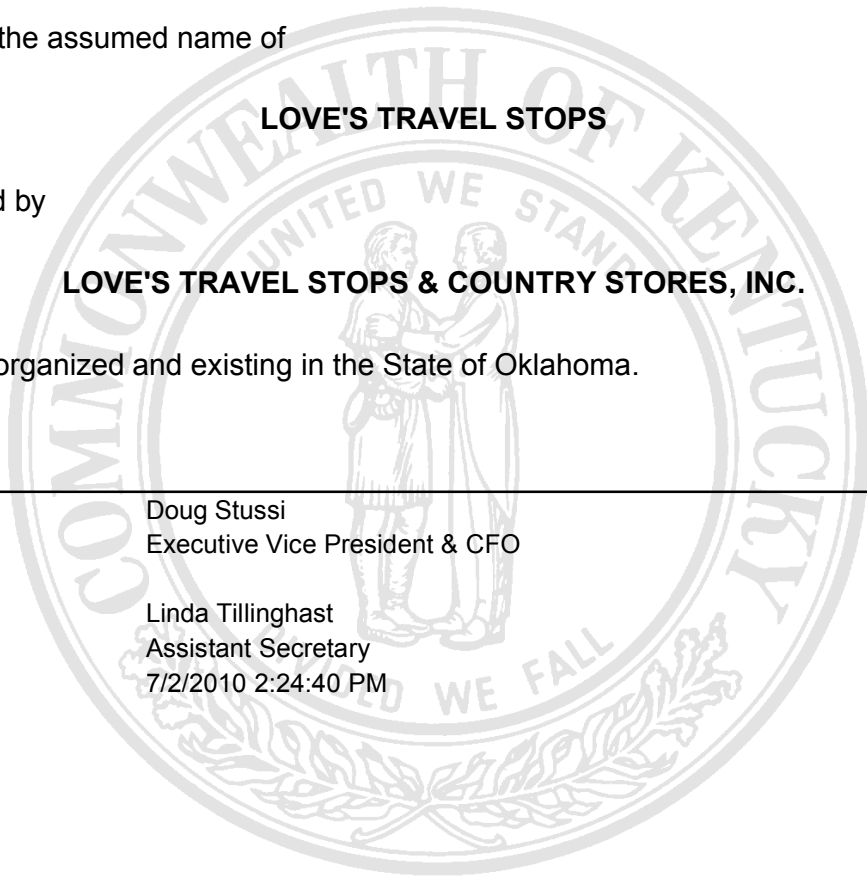 the assumed name of
LOVE'S TRAVEL STOPS
d by
LOVE'S TRAVEL STOPS & COUNTRY STORES, INC.
organized and existing in the State of Oklahoma.
Doug Stussi
Executive Vice President & CFO
Linda Tillinghast
Assistant Secretary
7/2/2010 2:24:40 PM
COMMONWEALTH OF KENTUCKY
UNITED WE STAND
DIVIDED WE FALL